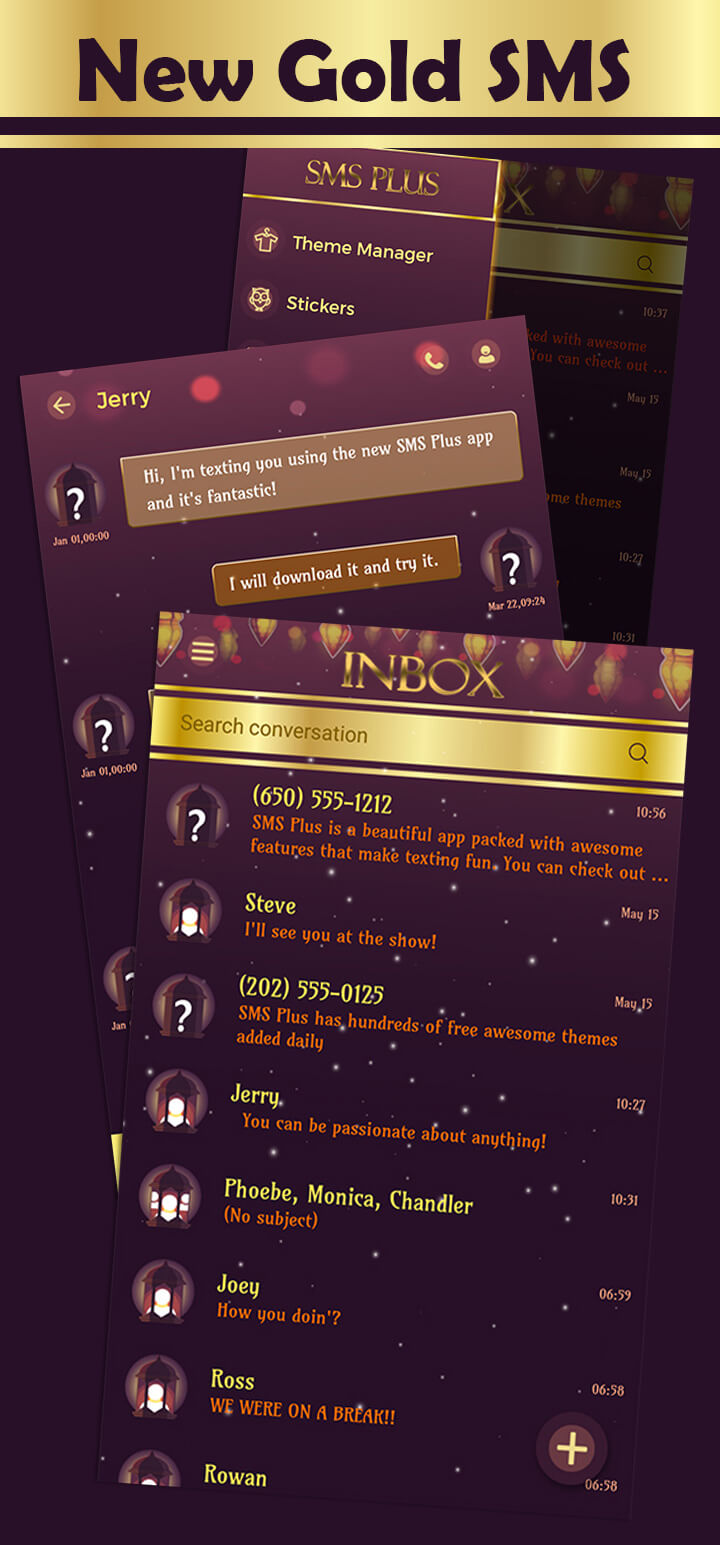 New Gold SMS
SMS PLUS
X
Theme Manager
Stickers
10:37
ked with awesome
You can check out ...
May 15
May 15
ome themes
10:27
10:31
Jerry
Hi, I'm texting you using the new SMS Plus app
and it's fantastic!
?
Jan 01,00:00
I will download it and try it.
?
Mar 22,09:24
?
Jan 01,00:00
?
Jan
INBOX
Search conversation
(650) 555-1212
10:56
?
SMS Plus is a beautiful app packed with awesome
features that make texting fun. You can check out ...
Steve
May 15
I'll see you at the show!
(202) 555-0125
May 15
?
SMS Plus has hundreds of free awesome themes
added daily
Jerry
10:27
You can be passionate about anything!
Phoebe, Monica, Chandler
10:31
(No subject)
Joey
06:59
How you doin'?
Ross
06:58
WE WERE ON A BREAK!!
Rowan
06:58